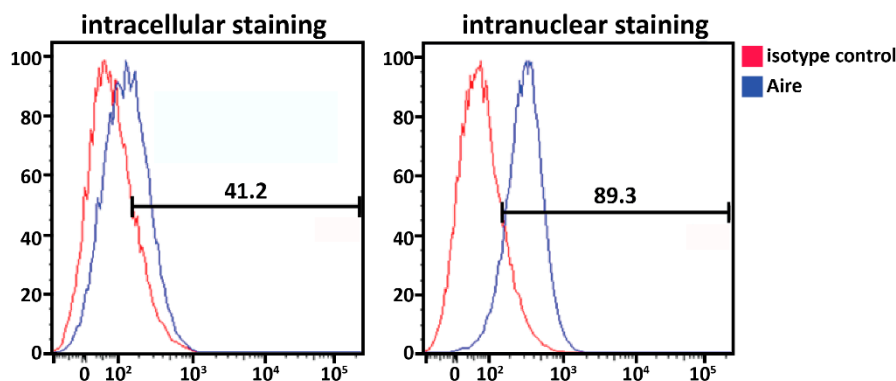 intracellular staining
intranuclear staining
isotype control
Aire
100
80
60
40
20
0
41.2
0 10² 10³ 10⁴ 10⁵
100
80
60
40
20
0
89.3
0 10² 10³ 10⁴ 10⁵